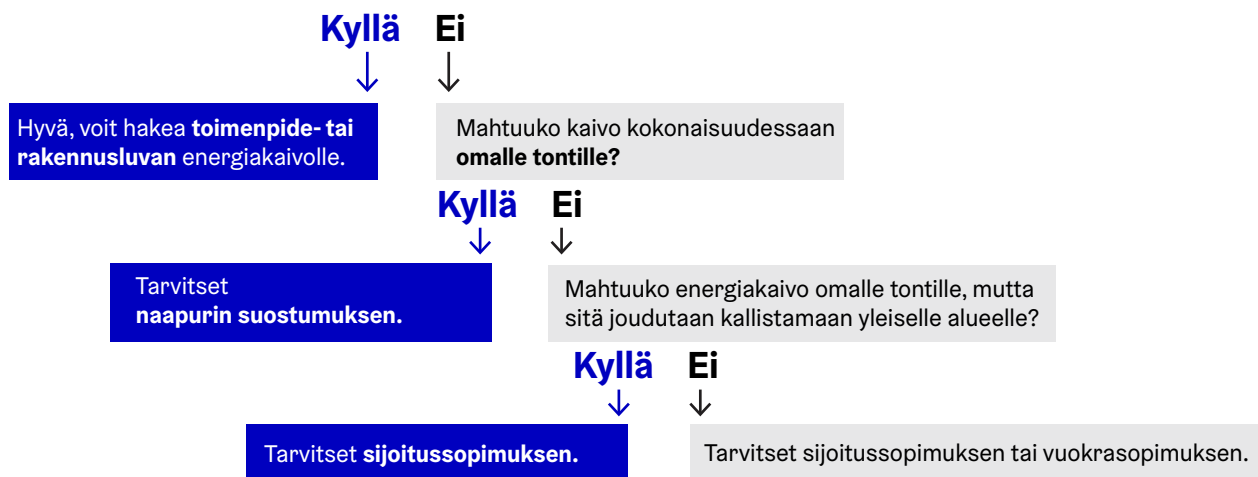 Kyllä Ei
Hyvä, voit hakea toimenpide- tai
rakennusluvan energiakaivolle.
Mahtuuko kaivo kokonaisuudessaan
omalle tontille?
Kyllä Ei
Tarvitset
naapurin suostumuksen.
Mahtuuko energiakaivo omalle tontille, mutta
sitä joudutaan kallistamaan yleiselle alueelle?
Kyllä Ei
Tarvitset sijoitussopimuksen.
Tarvitset sijoitussopimuksen tai vuokrasopimuksen.